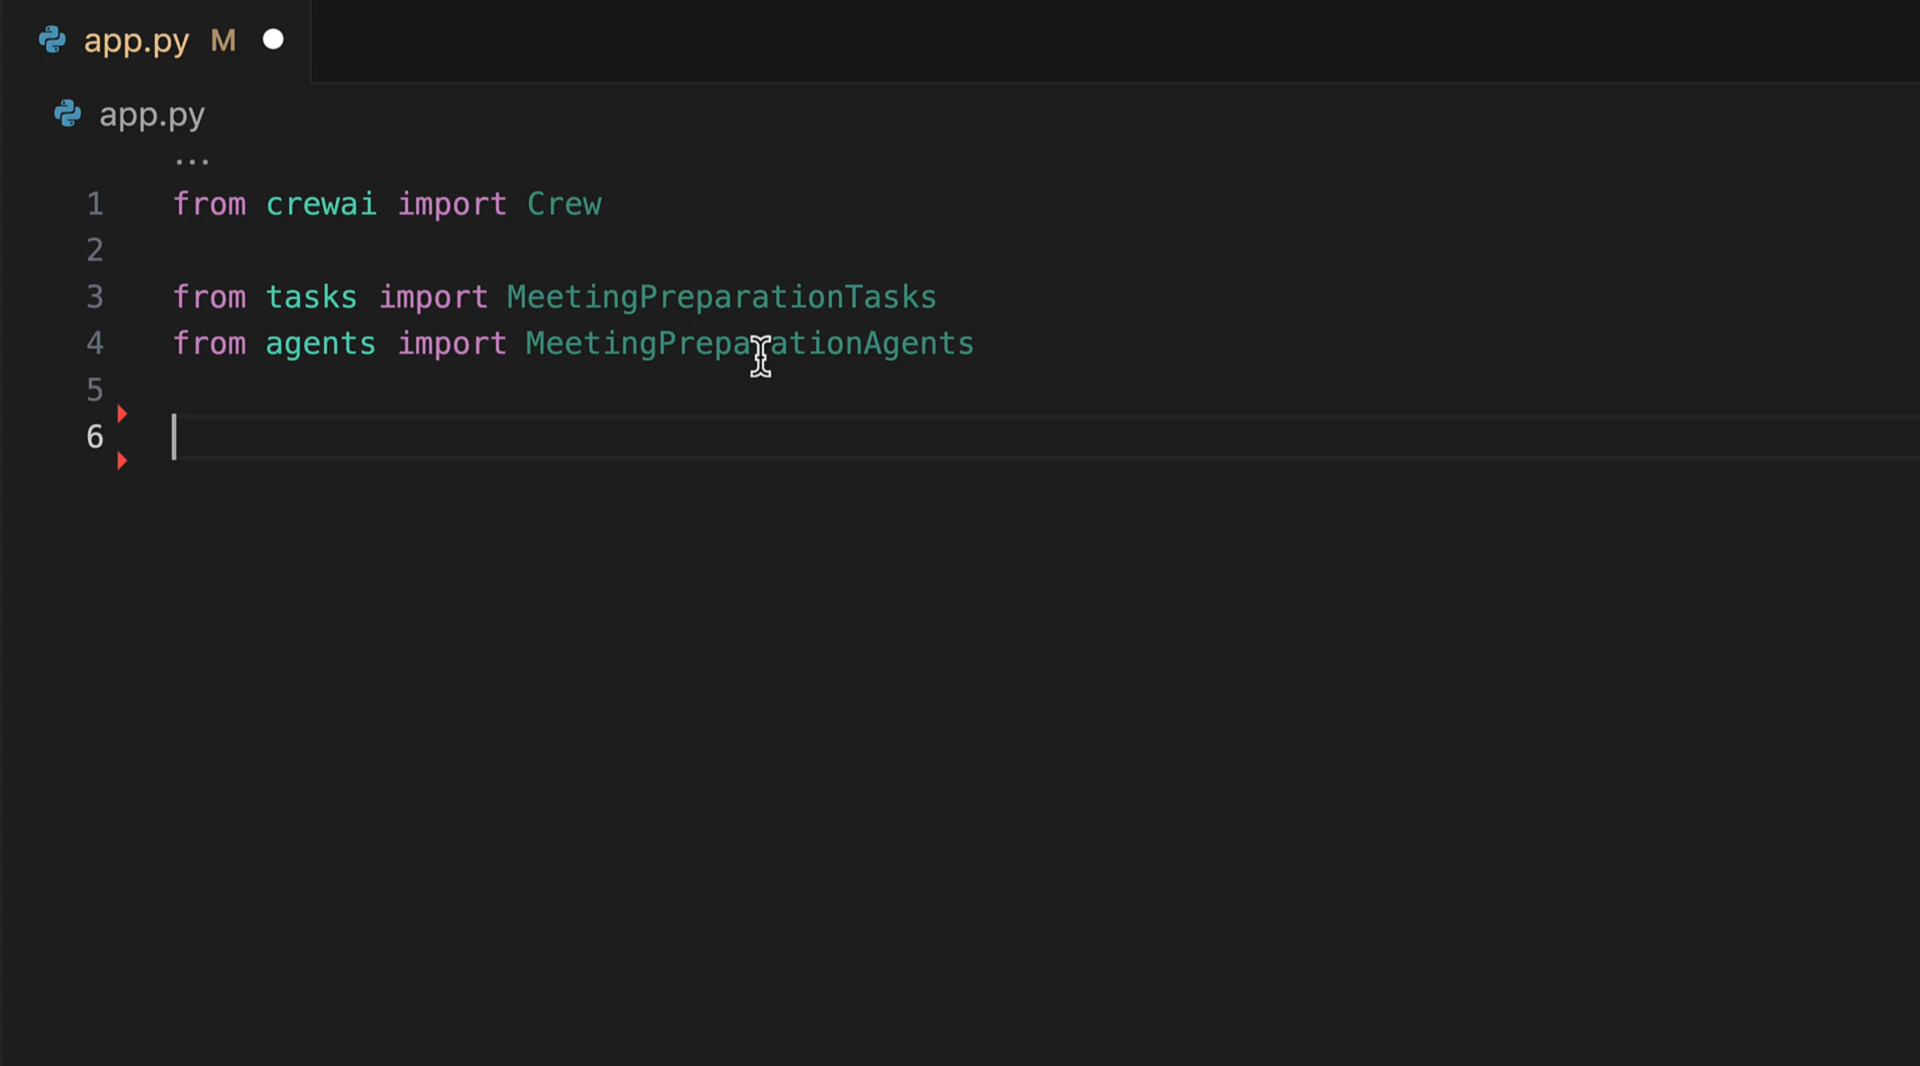 app.py M
app.py
...
1 from crewai import Crew
2
3 from tasks import MeetingPreparationTasks
4 from agents import MeetingPreparationAgents
5
6